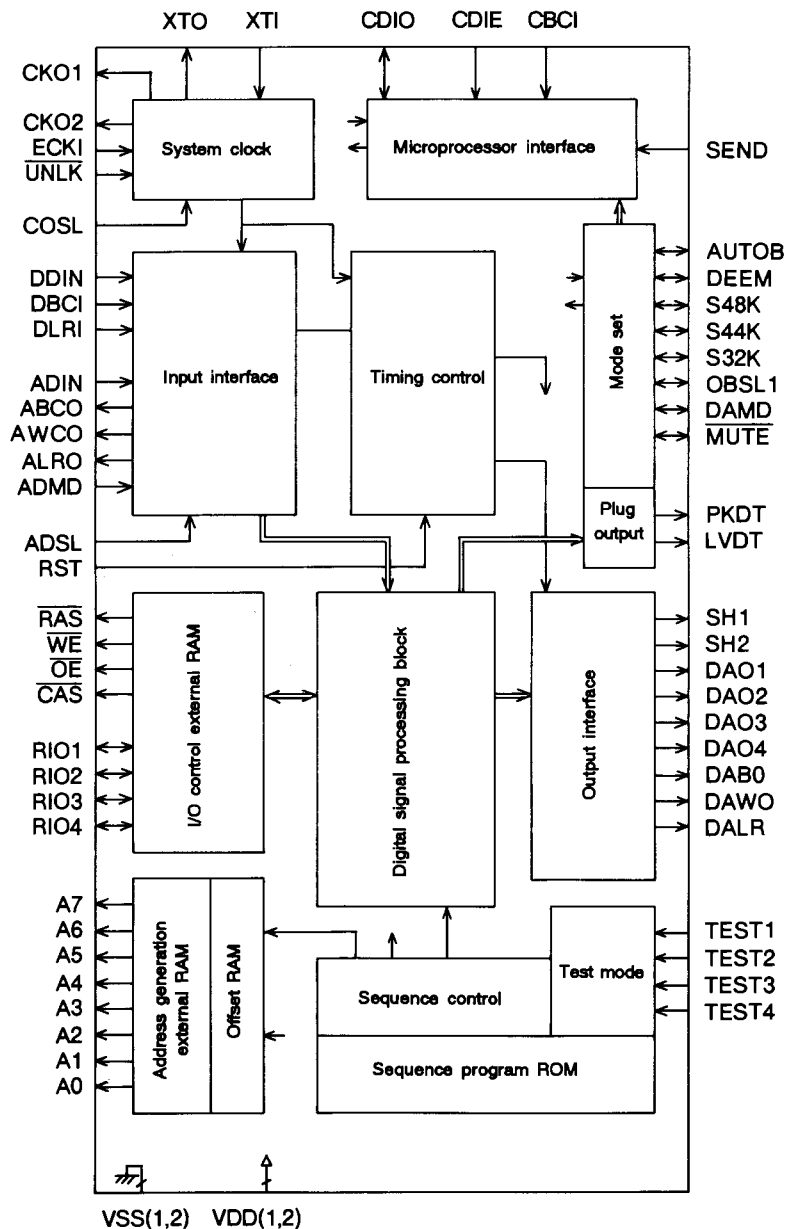 XTO XTI CDIO CDIE CBCI
CKO1
CKO2
ECKI
UNLK
COSL
System clock
Microprocessor interface
SEND
DDIN
DBCI
DLRI
ADIN
ABCO
AWCO
ALRO
ADMD
ADSL
RST
Input interface
Timing control
Mode set
Plug
output
AUTOB
DEEM
S48K
S44K
S32K
OBSL1
DAMD
MUTE
PKDT
LVDT
RAS
WE
OE
CAS
RIO1
RIO2
RIO3
RIO4
I/O control external RAM
Digital signal processing block
Output interface
SH1
SH2
DAO1
DAO2
DAO3
DAO4
DAB0
DAWO
DALR
A7
A6
A5
A4
A3
A2
A1
A0
Address generation
external RAM
Offset RAM
Sequence control
Test mode
Sequence program ROM
TEST1
TEST2
TEST3
TEST4
VSS(1,2) VDD(1,2)